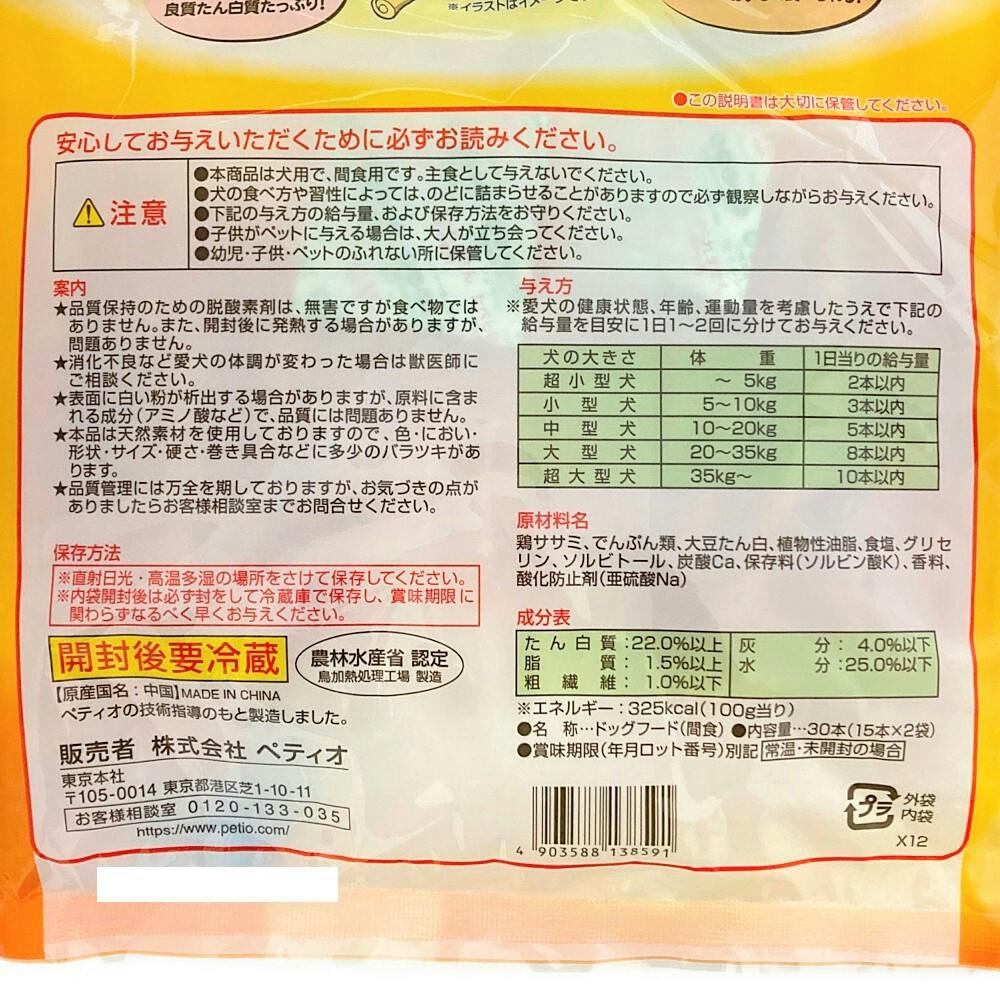 良質たん白質たっぷり!
※イラストはイメージ
●この説明書は大切に保管してください。
安心してお与えいただくために必ずお読みください。
注意
●本商品は犬用で、間食用です。主食として与えないでください。
●犬の食べ方や習性によっては、のどに詰まらせることがありますので必ず観察しながらお与えください。
●下記の与え方の給与量、および保存方法をお守りください。
●子供がペットに与える場合は、大人が立ち会ってください。
●幼児・子供・ペットのふれない所に保管してください。
案内
★品質保持のための脱酸素剤は、無害ですが食べ物では
ありません。また、開封後に発熱する場合がありますが、
問題ありません。
★消化不良など愛犬の体調が変わった場合は獣医師に
ご相談ください。
★表面に白い粉が析出する場合がありますが、原料に含ま
れる成分(アミノ酸など)で、品質には問題ありません。
★本品は天然素材を使用しておりますので、色・におい・
形状・サイズ・硬さ・巻き具合などに多少のバラツキがあ
ります。
★品質管理には万全を期しておりますが、お気づきの点が
ありましたらお客様相談室までお問合せください。
保存方法
※直射日光・高温多湿の場所をさけて保存してください。
※内袋開封後は必ず封をして冷蔵庫で保存し、賞味期限に
関わらずなるべく早くお与えください。
開封後要冷蔵
農林水産省 認定
鳥加熱処理工場 製造
【原産国名:中国】MADE IN CHINA
ペティオの技術指導のもと製造しました。
販売者 株式会社 ペティオ
東京本社
〒105-0014 東京都港区芝1-10-11
お客様相談室 0120-133-035
https://www.petio.com/
与え方
※愛犬の健康状態、年齢、運動量を考慮したうえで下記の
給与量を目安に1日1〜2回に分けてお与えください。
犬の大きさ 体重 1日当りの給与量
超小型犬 〜5kg 2本以内
小型犬 5〜10kg 3本以内
中型犬 10〜20kg 5本以内
大型犬 20〜35kg 8本以内
超大型犬 35kg〜 10本以内
原材料名
鶏ササミ、でんぷん類、大豆たん白、植物性油脂、食塩、グリセ
リン、ソルビトール、炭酸Ca、保存料(ソルビン酸K)、香料、
酸化防止剤(亜硫酸Na)
成分表
たん白質:22.0%以上 灰分:4.0%以下
脂質:1.5%以上 水分:25.0%以下
粗繊維:1.0%以下
※エネルギー:325kcal(100g当り)
●名 称…ドッグフード(間食) ●内容量…30本(15本×2袋)
●賞味期限(年月ロット番号)別記 常温・未開封の場合
4 903588 138591
プラ
外袋
内袋
X12